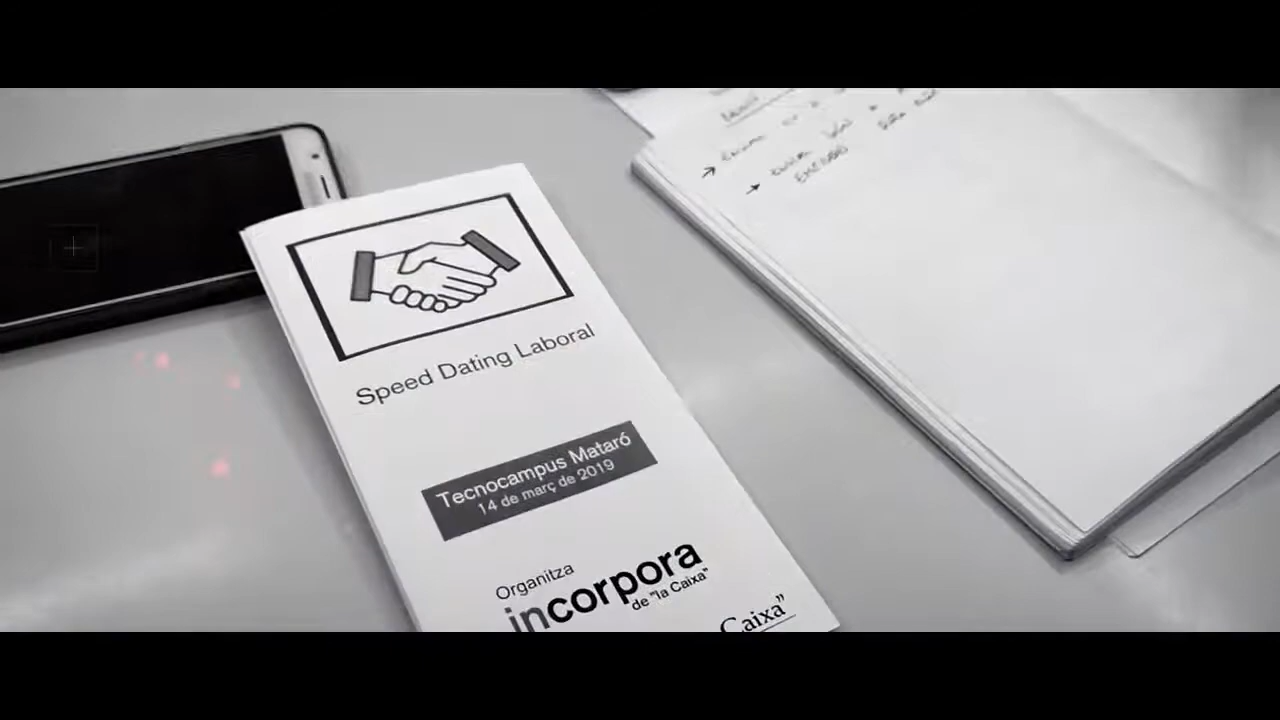 Speed Dating Laboral
Tecnocampus Mataró
14 de març de 2019
Organitza
incorpora
de "la Caixa"
Caixa"